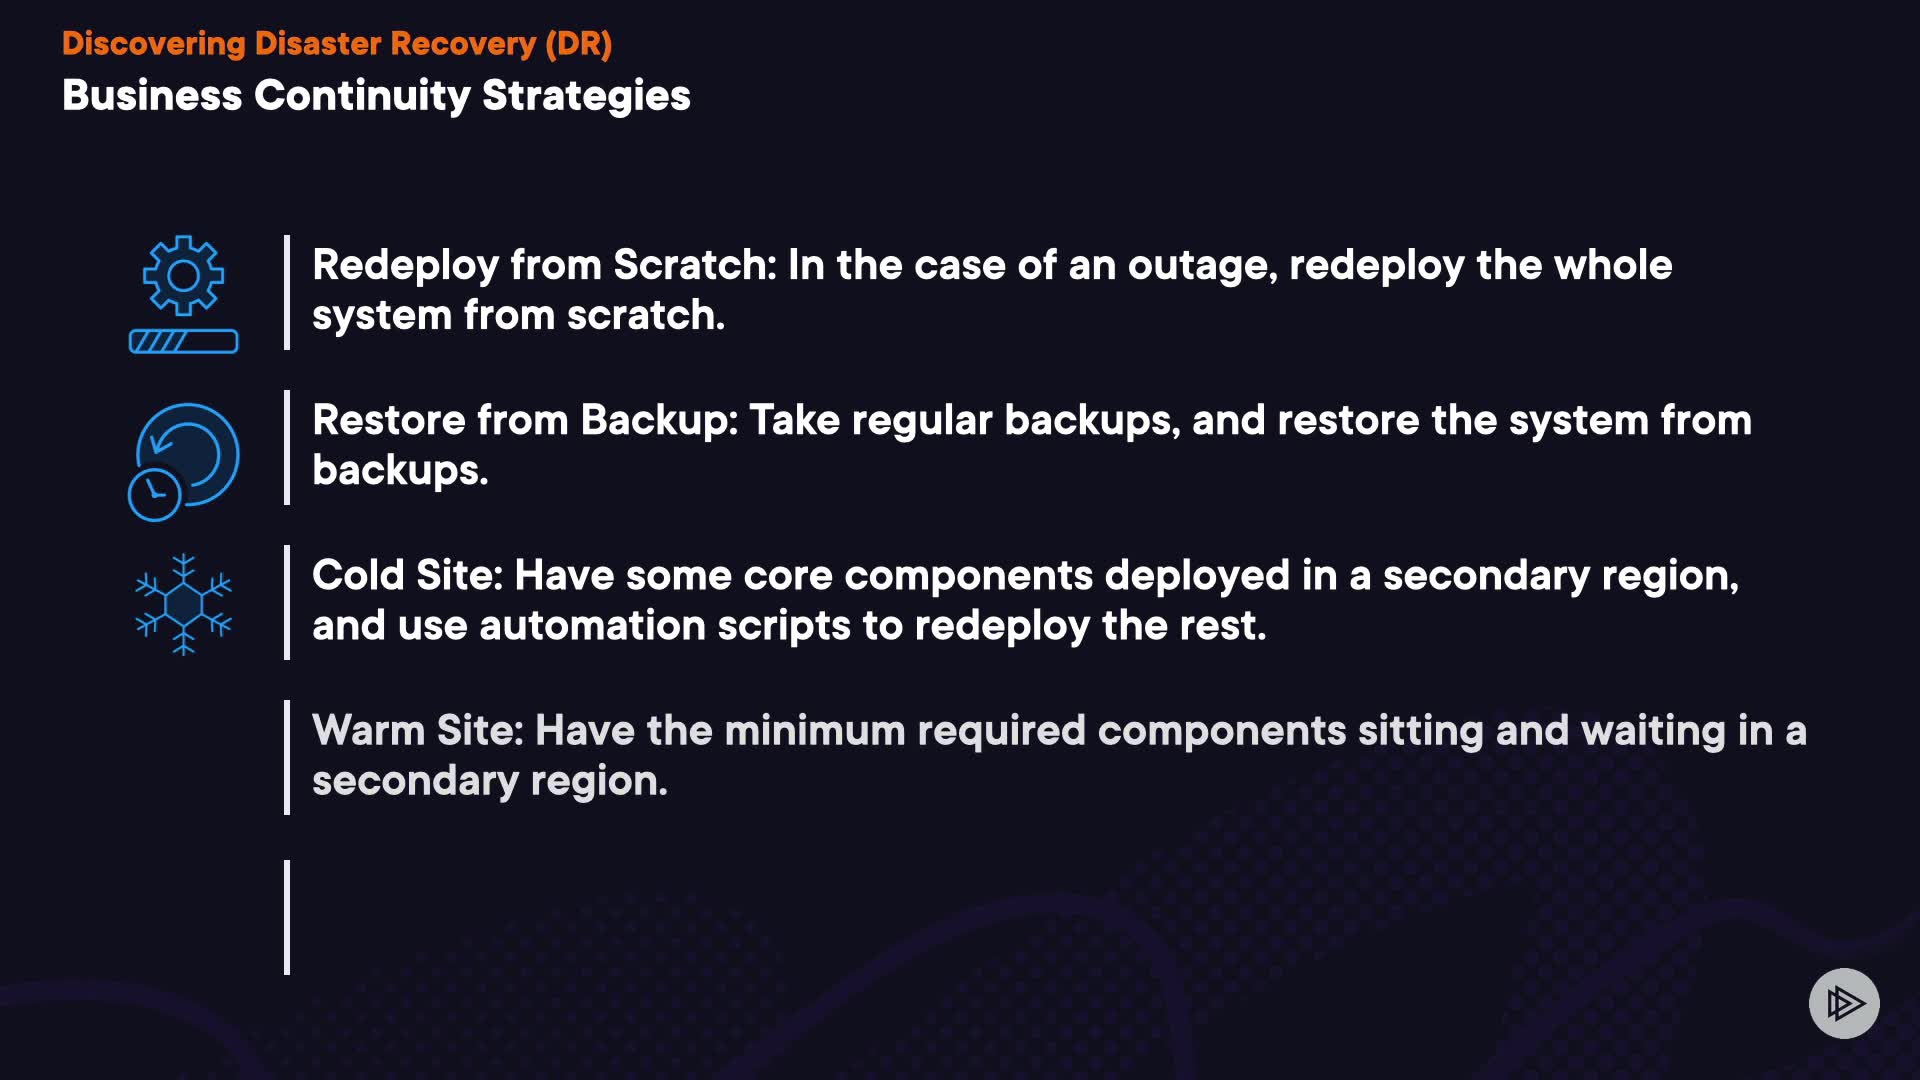 Discovering Disaster Recovery (DR)
Business Continuity Strategies
Redeploy from Scratch: In the case of an outage, redeploy the whole
system from scratch.
Restore from Backup: Take regular backups, and restore the system from
backups.
Cold Site: Have some core components deployed in a secondary region,
and use automation scripts to redeploy the rest.
Warm Site: Have the minimum required components sitting and waiting in a
secondary region.